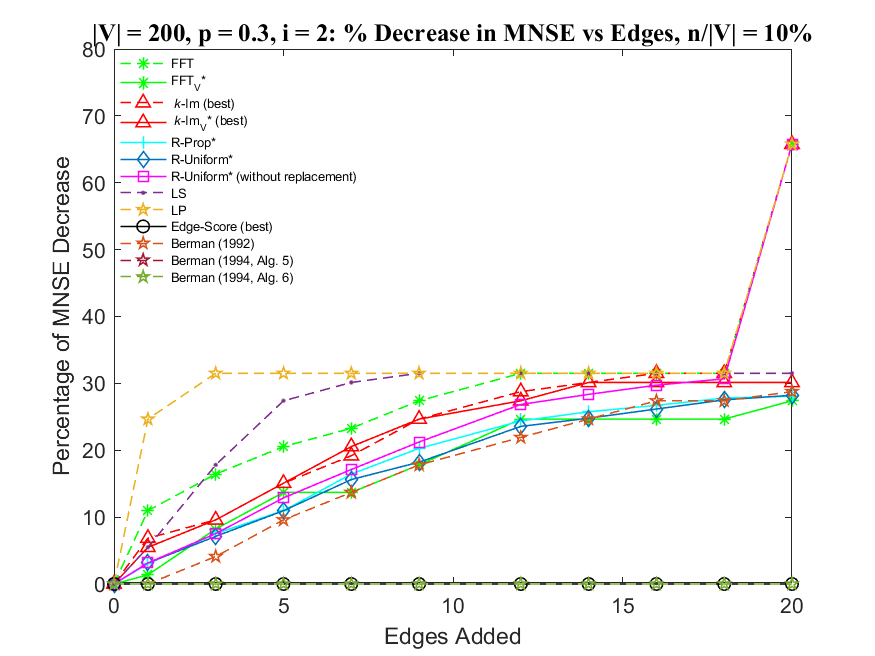 |V| = 200, p = 0.3, i = 2: % Decrease in MNSE vs Edges, n/|V| = 10%
80
70
60
50
40
30
20
10
0
Percentage of MNSE Decrease
FFT
FFT_V*
k-lm (best)
k-lm_V* (best)
R-Prop*
R-Uniform*
R-Uniform* (without replacement)
LS
LP
Edge-Score (best)
Berman (1992)
Berman (1994, Alg. 5)
Berman (1994, Alg. 6)
0 5 10 15 20
Edges Added